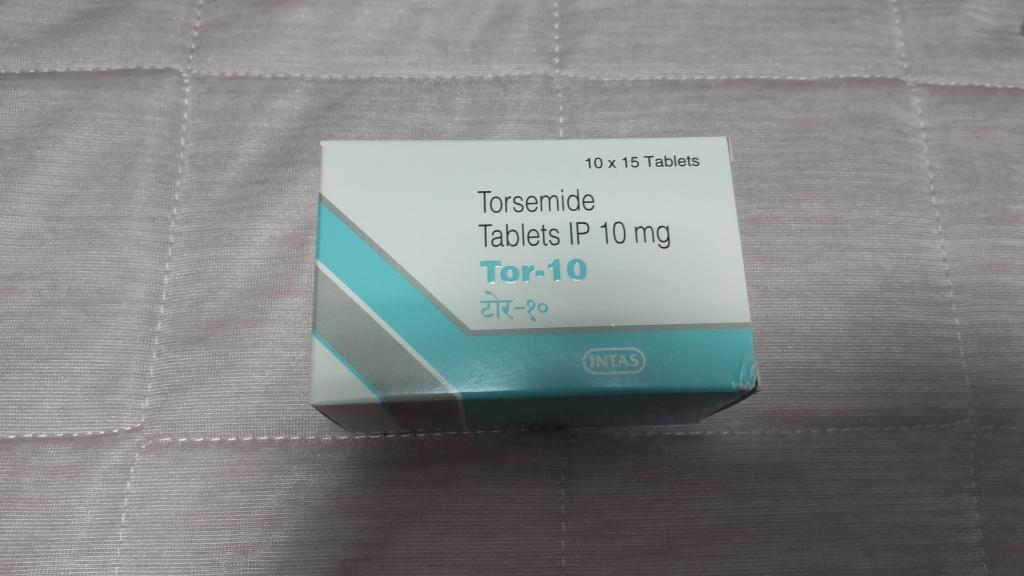 10 x 15 Tablets
Torsemide
Tablets IP 10 mg
Tor-10
टोर-१०
INTAS